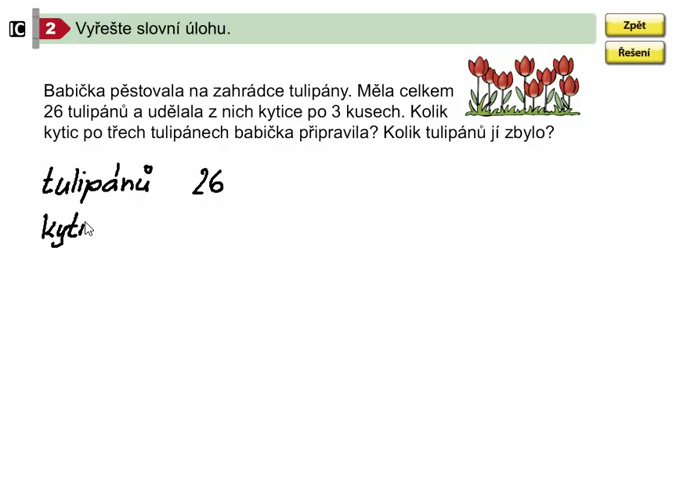 IC 2 Vyřešte slovní úlohu.
Zpět
Řešení
Babička pěstovala na zahrádce tulipány. Měla celkem
26 tulipánů a udělala z nich kytice po 3 kusech. Kolik
kytic po třech tulipánech babička připravila? Kolik tulipánů jí zbylo?
tulipánů 26
kyti